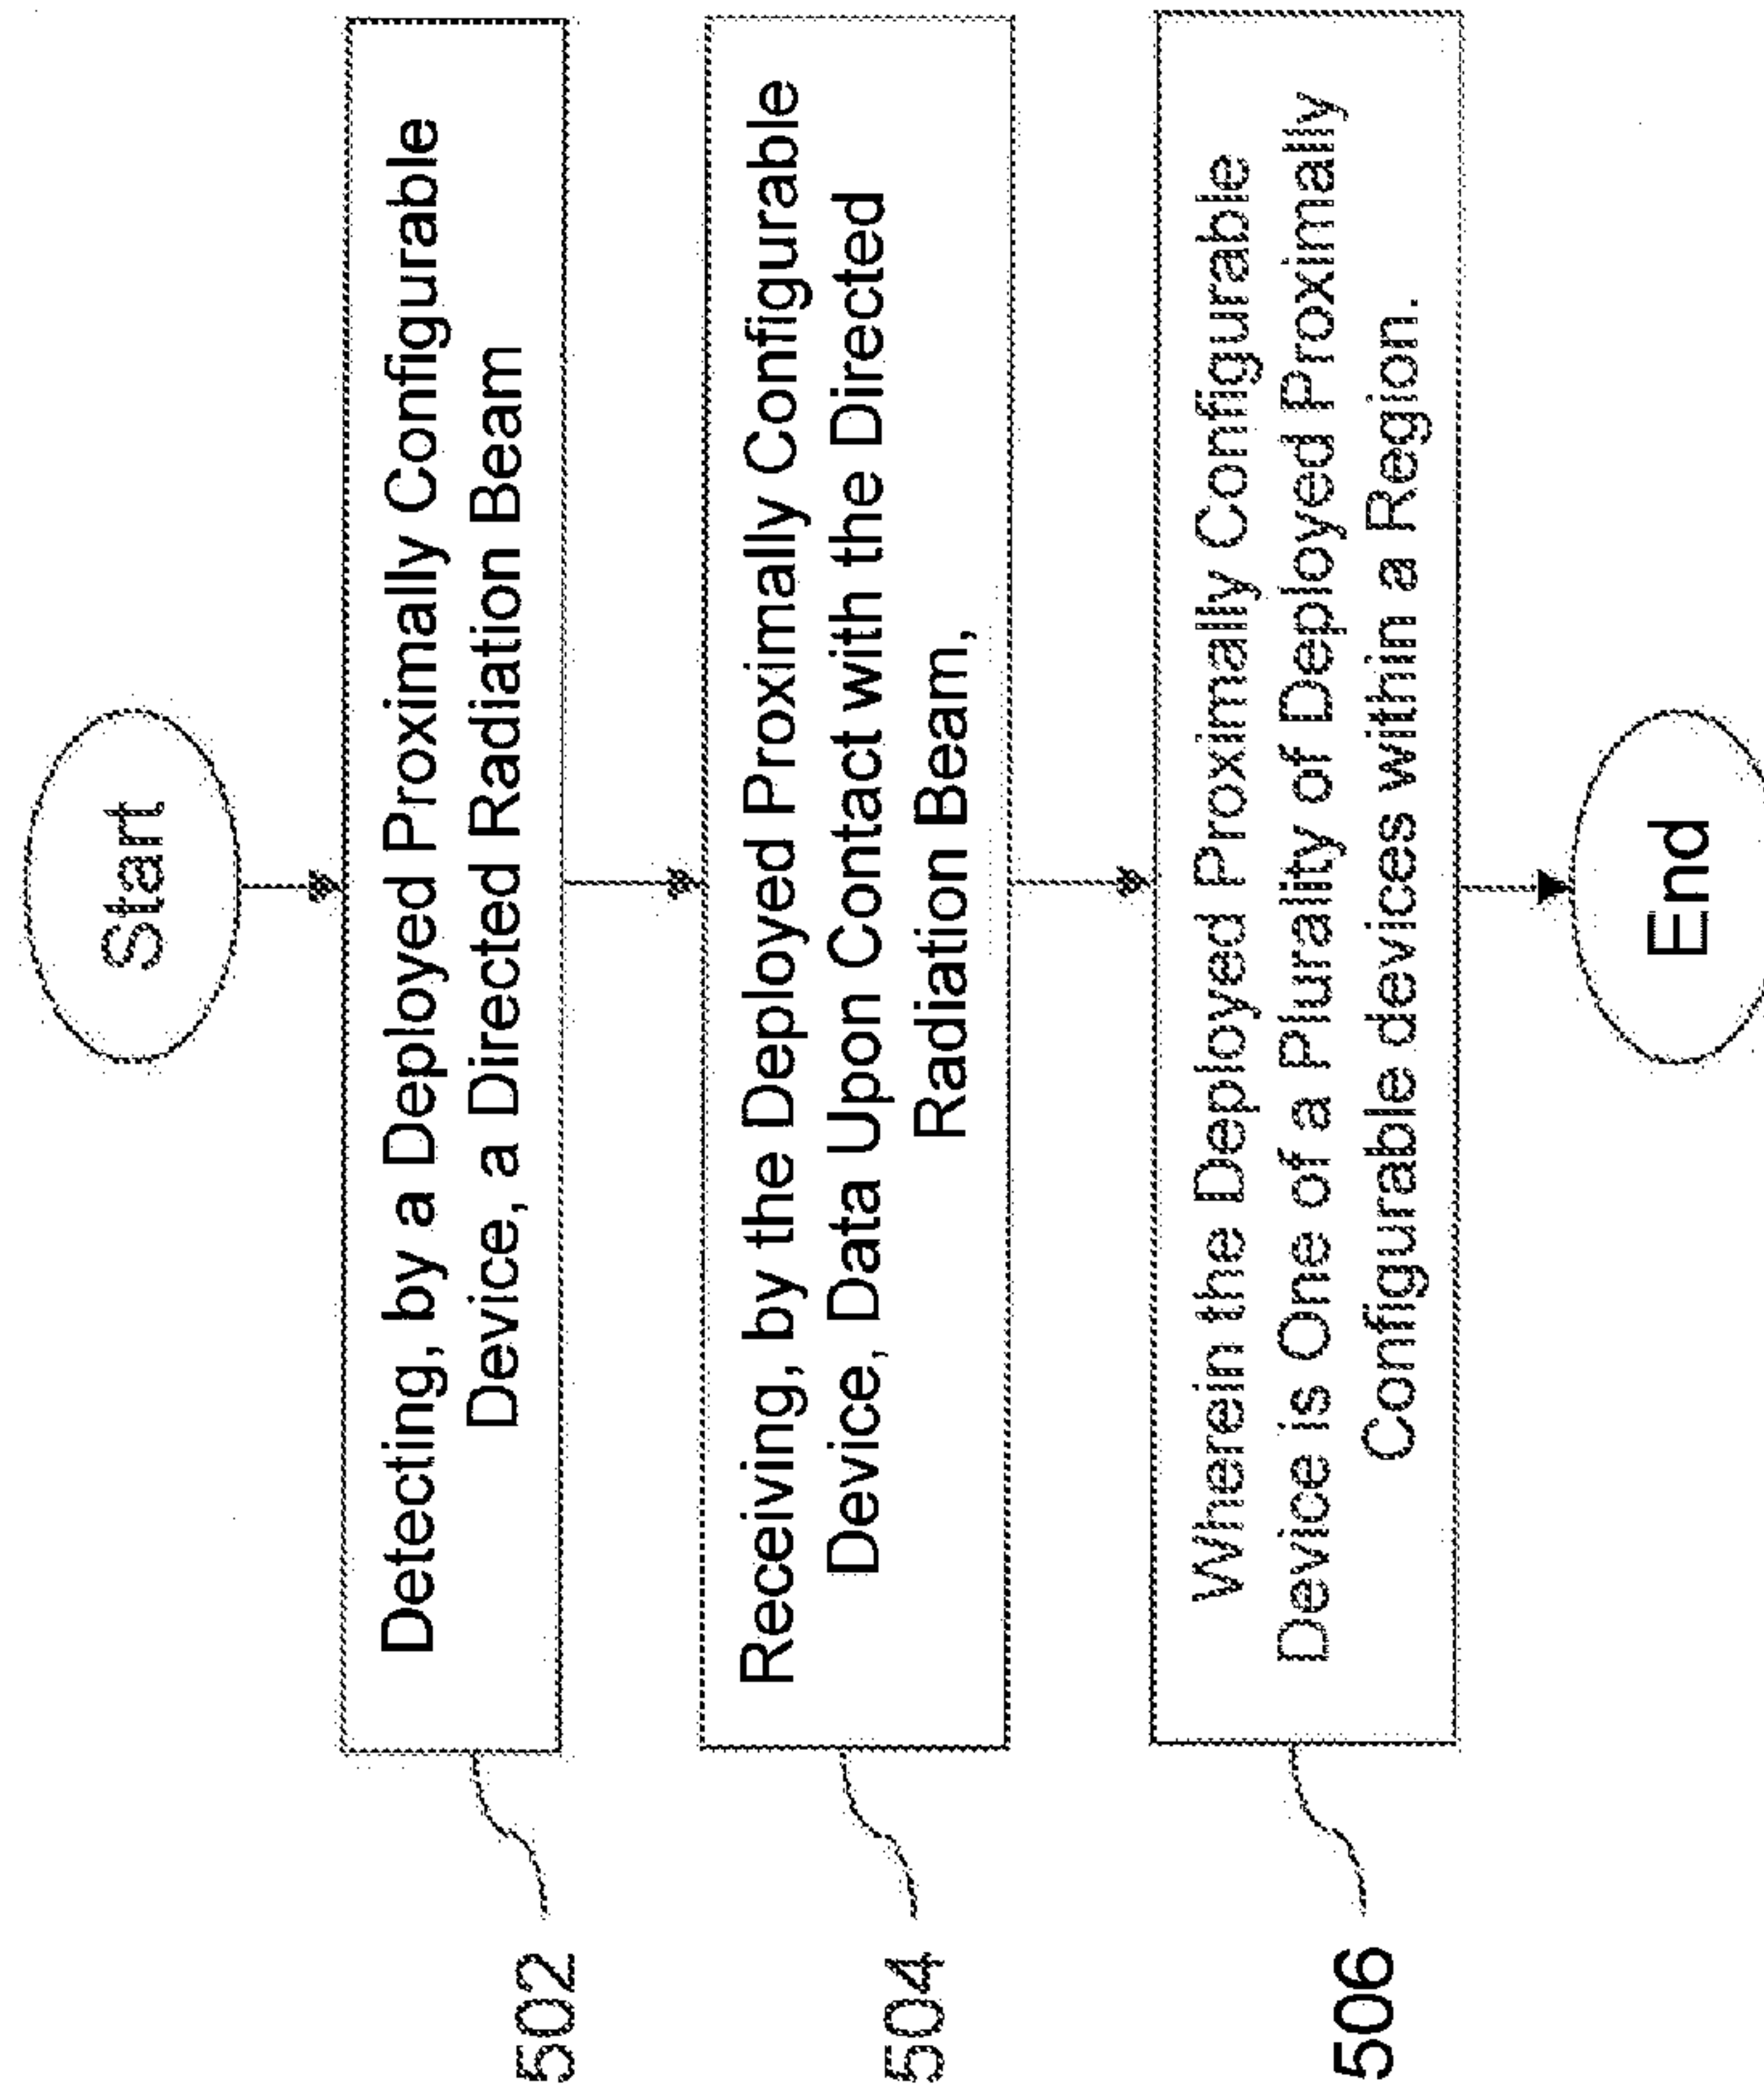 Start
Detecting, by a Deployed Proximally Configurable
Device, a Directed Radiation Beam
502
Receiving, by the Deployed Proximally Configurable
Device, Data Upon Contact with the Directed
Radiation Beam,
504
Wherein the Deployed Proximally Configurable
Device is One of a Plurality of Deployed Proximally
Configurable devices within a Region.
506
End